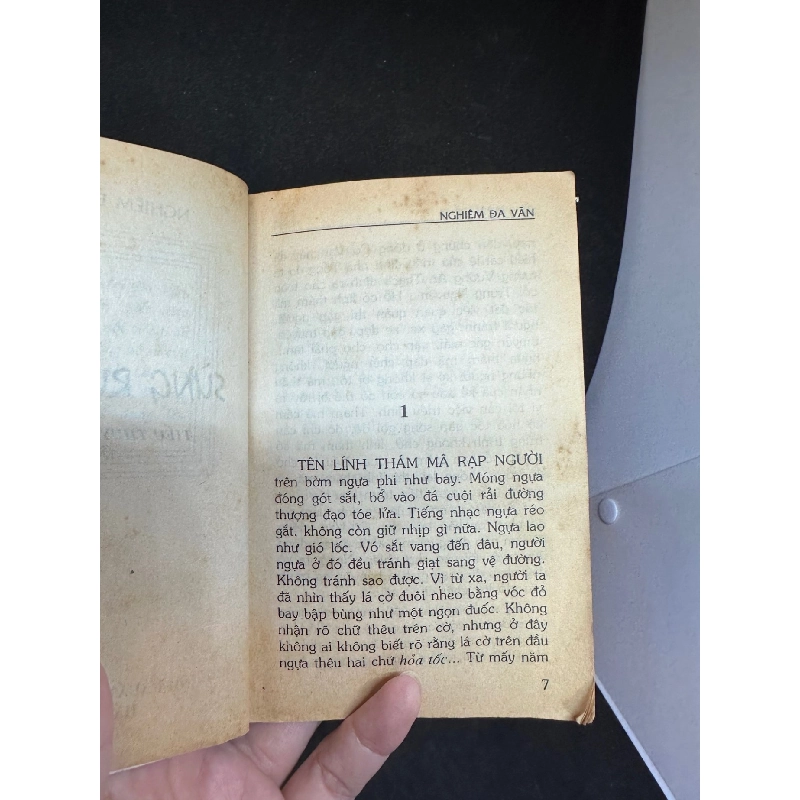 NGHIÊM ĐA VĂN
1
TÊN LÍNH THÁM MÃ RẠP NGƯỜI
trên bờm ngựa phi như bay. Móng ngựa
đóng gót sắt, bổ vào đá cuội rải đường
thượng đạo tóe lửa. Tiếng nhạc ngựa réo
gắt, không còn giữ nhịp gì nữa. Ngựa lao
như gió lốc. Vó sắt vang đến đâu, người
ngựa ở đó đều tránh giạt sang vệ đường.
Không tránh sao được. Vì từ xa, người ta
đã nhìn thấy lá cờ đuôi nheo bằng vóc đỏ
bay bập bùng như một ngọn đuốc. Không
nhận rõ chữ thêu trên cờ, nhưng ở đây
không ai không biết rõ rằng lá cờ trên đầu
ngựa thêu hai chữ hỏa tốc... Từ mấy năm
7